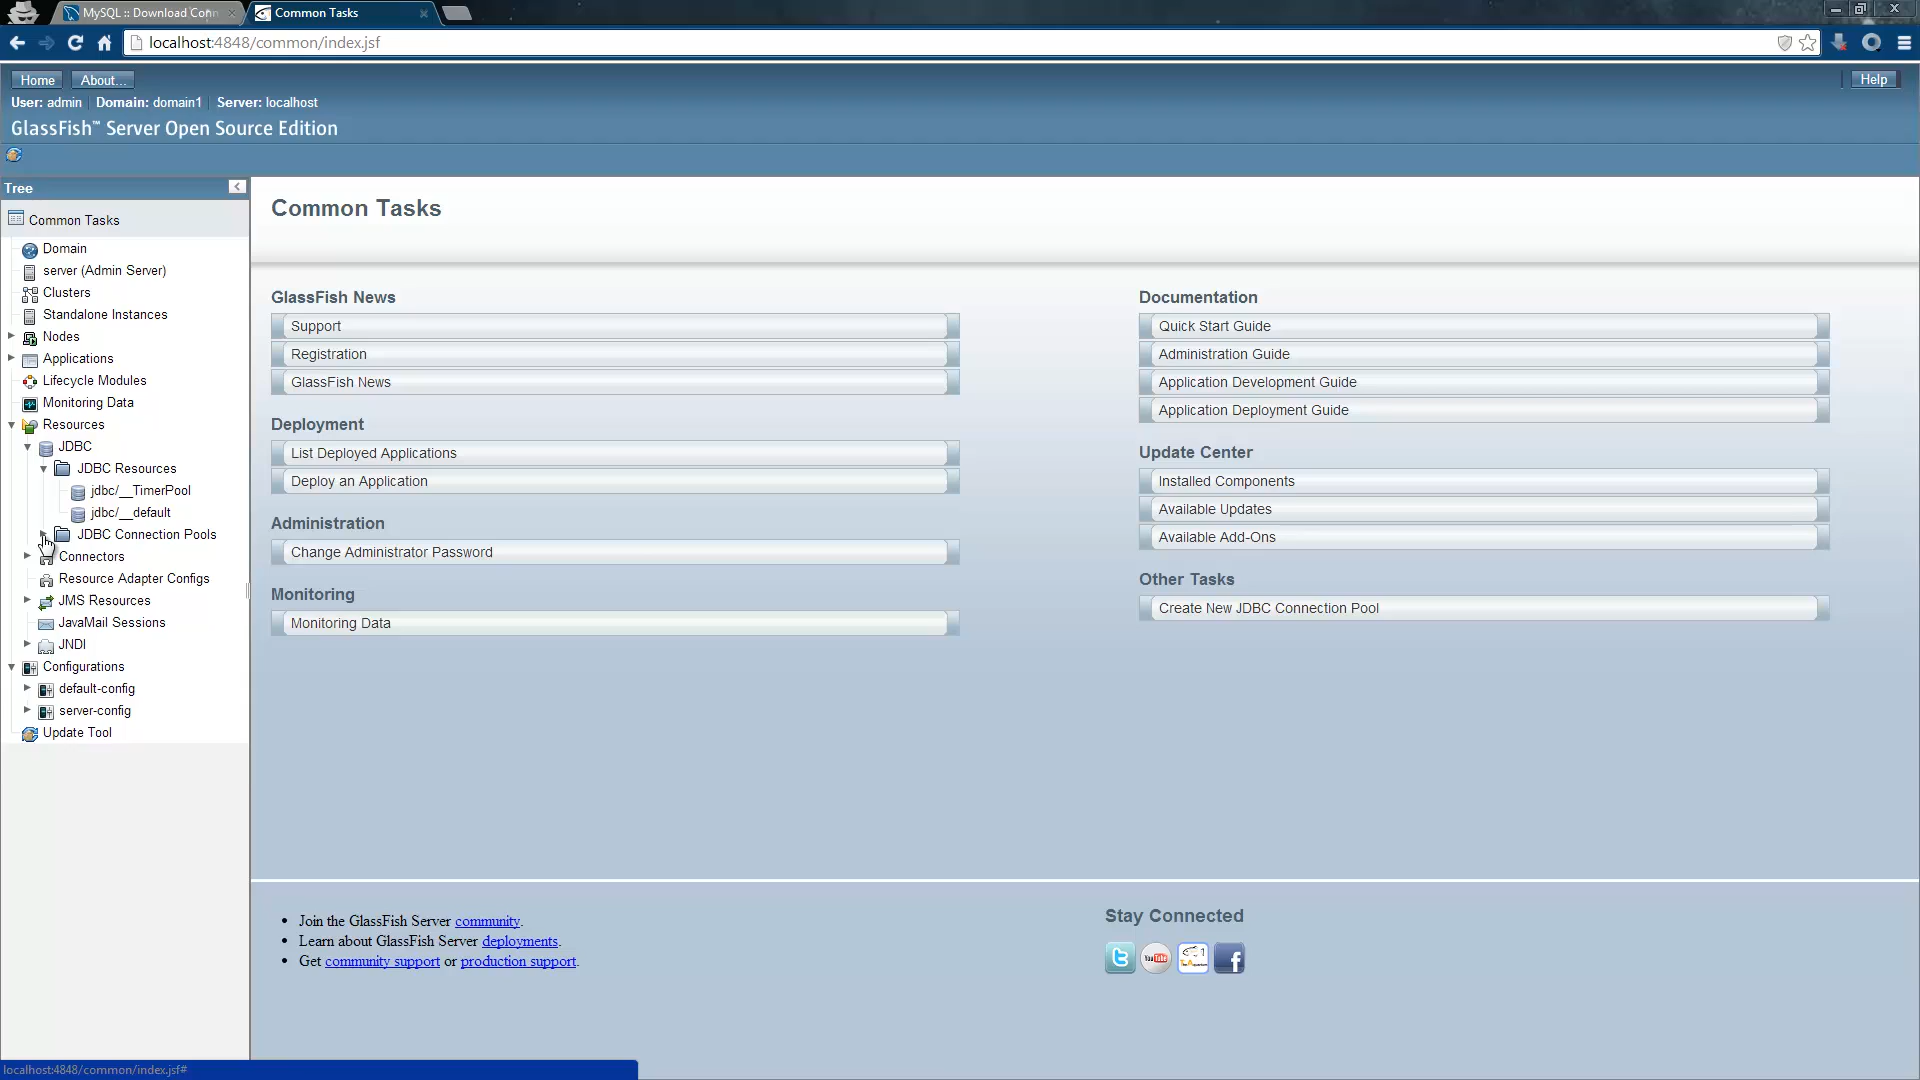 MySQL :: Download Conn
Common Tasks
localhost:4848/common/index.jsf
Home
About...
Help
User: admin
Domain: domain1
Server: localhost
GlassFish™ Server Open Source Edition
Tree
Common Tasks
Domain
server (Admin Server)
Clusters
Standalone Instances
Nodes
Applications
Lifecycle Modules
Monitoring Data
Resources
JDBC
JDBC Resources
jdbc/__TimerPool
jdbc/__default
JDBC Connection Pools
Connectors
Resource Adapter Configs
JMS Resources
JavaMail Sessions
JNDI
Configurations
default-config
server-config
Update Tool
Common Tasks
GlassFish News
Support
Registration
GlassFish News
Deployment
List Deployed Applications
Deploy an Application
Administration
Change Administrator Password
Monitoring
Monitoring Data
Documentation
Quick Start Guide
Administration Guide
Application Development Guide
Application Deployment Guide
Update Center
Installed Components
Available Updates
Available Add-Ons
Other Tasks
Create New JDBC Connection Pool
• Join the GlassFish Server community.
• Learn about GlassFish Server deployments.
• Get community support or production support.
Stay Connected
You Tube
localhost:4848/common/index.jsf#